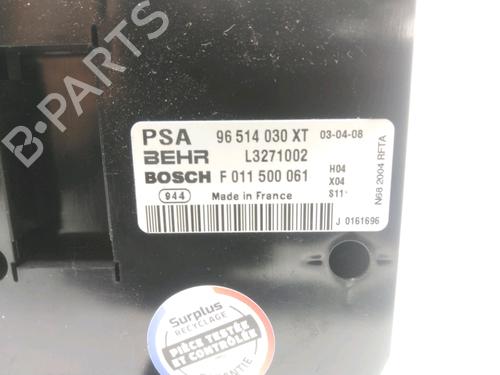 PSA 96 514 030 XT 03-04-08
BEHR L3271002
BOSCH F 011 500 061
H04
X04
S11
944 Made in France
J 0161696
N68 2004 RFTA
Surplus
RECYCLAGE
PIÈCE TESTÉE
ET CONTRÔLÉE
B-PARTS